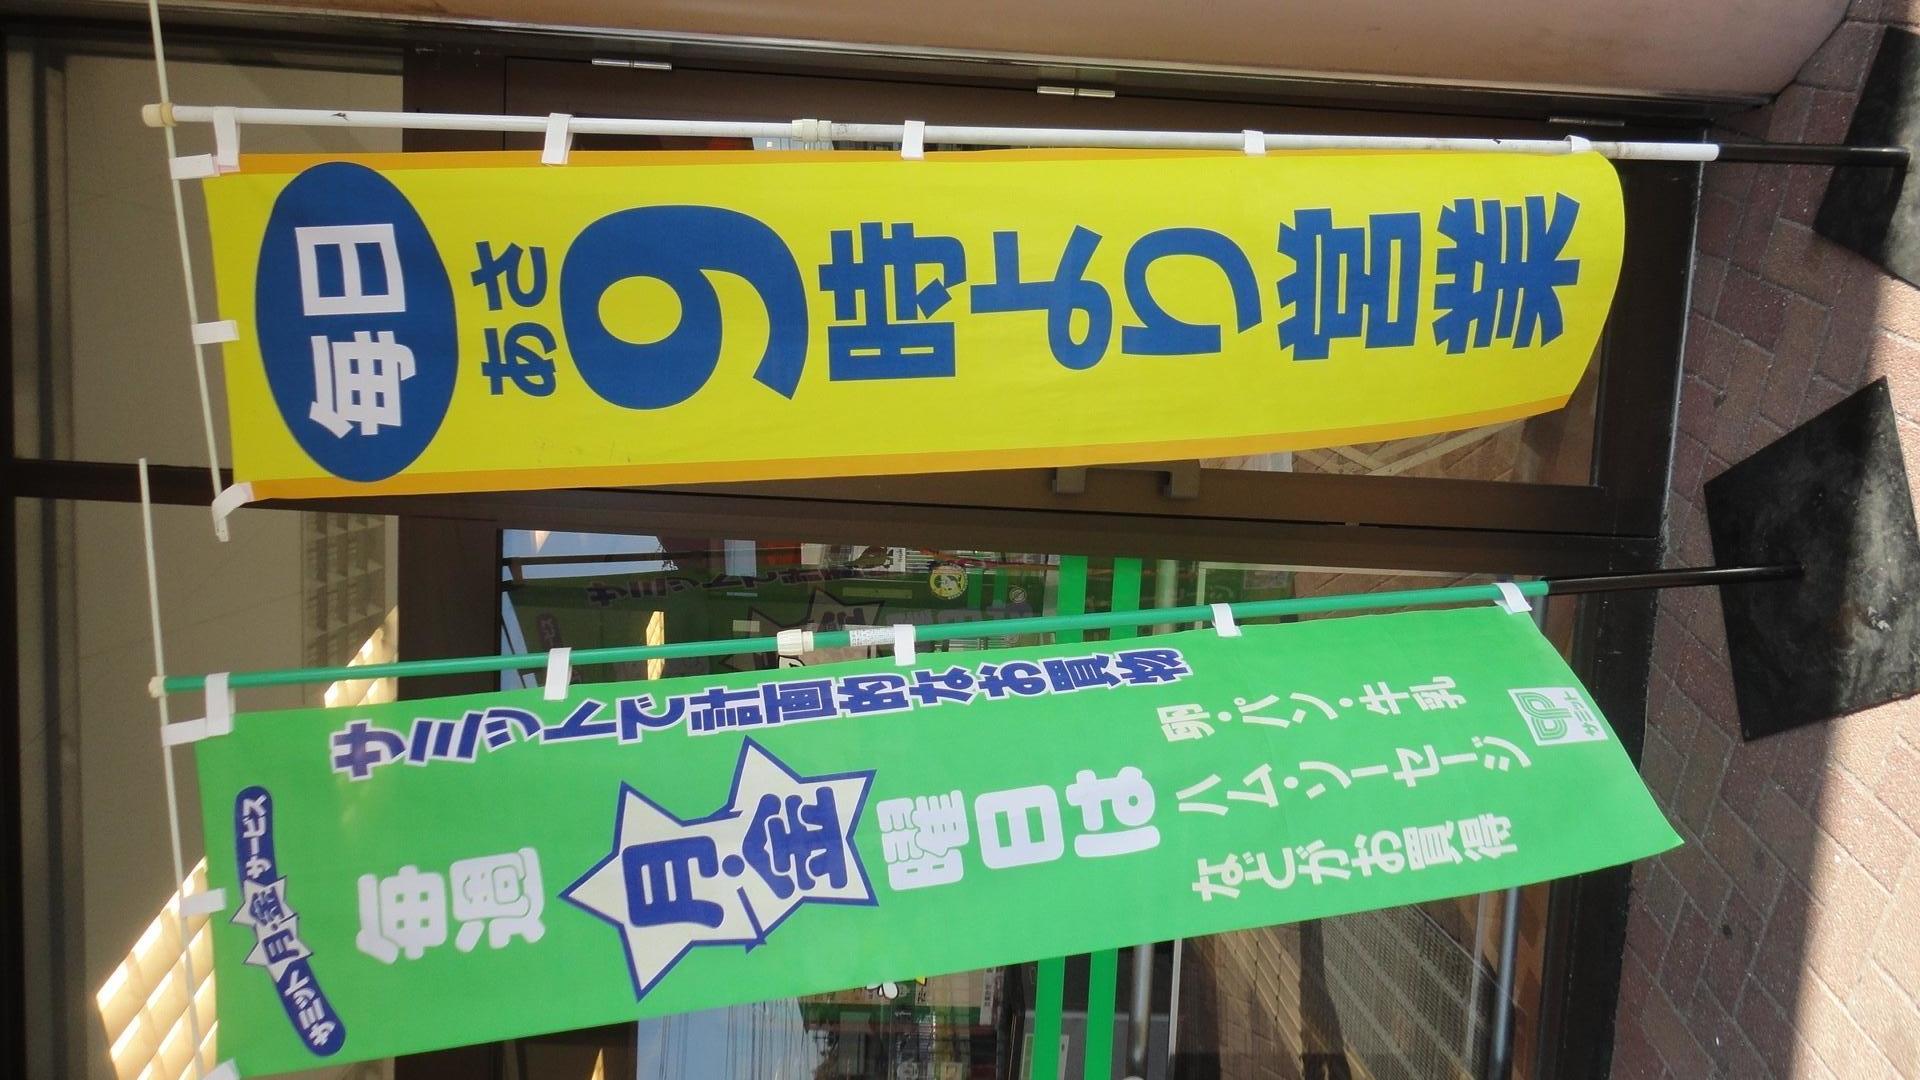 毎日
あさ
9時より営業
サミット月・金サービス
サミットで計画的なお買物
毎週
月・金
曜日は
卵・パン・牛乳
ハム・ソーセージ
などがお買得
サミット